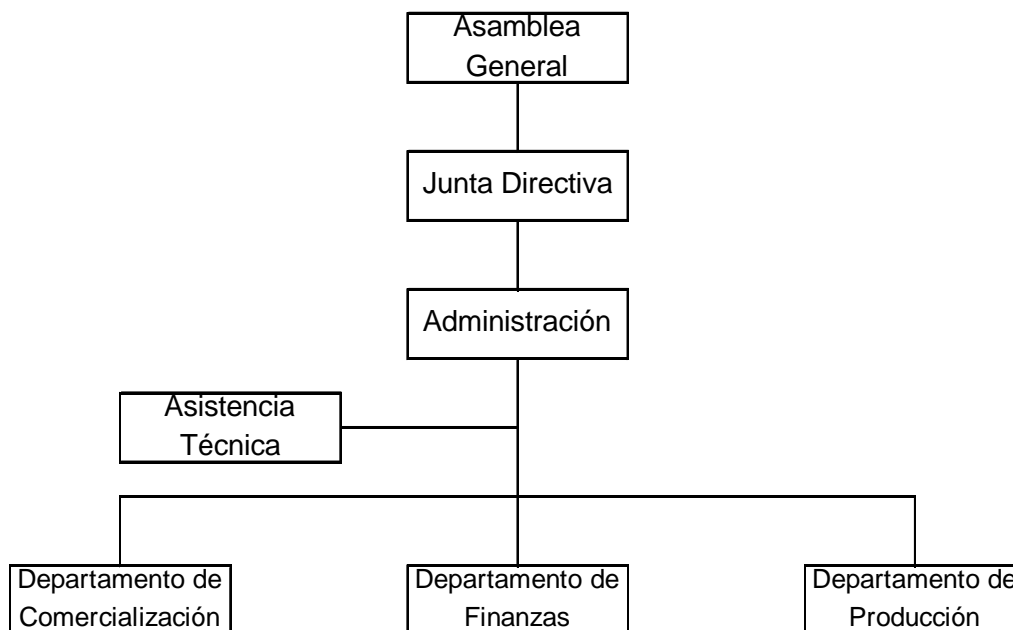 Asamblea
General
Junta Directiva
Administración
Asistencia
Técnica
Departamento de
Comercialización
Departamento de
Finanzas
Departamento de
Producción